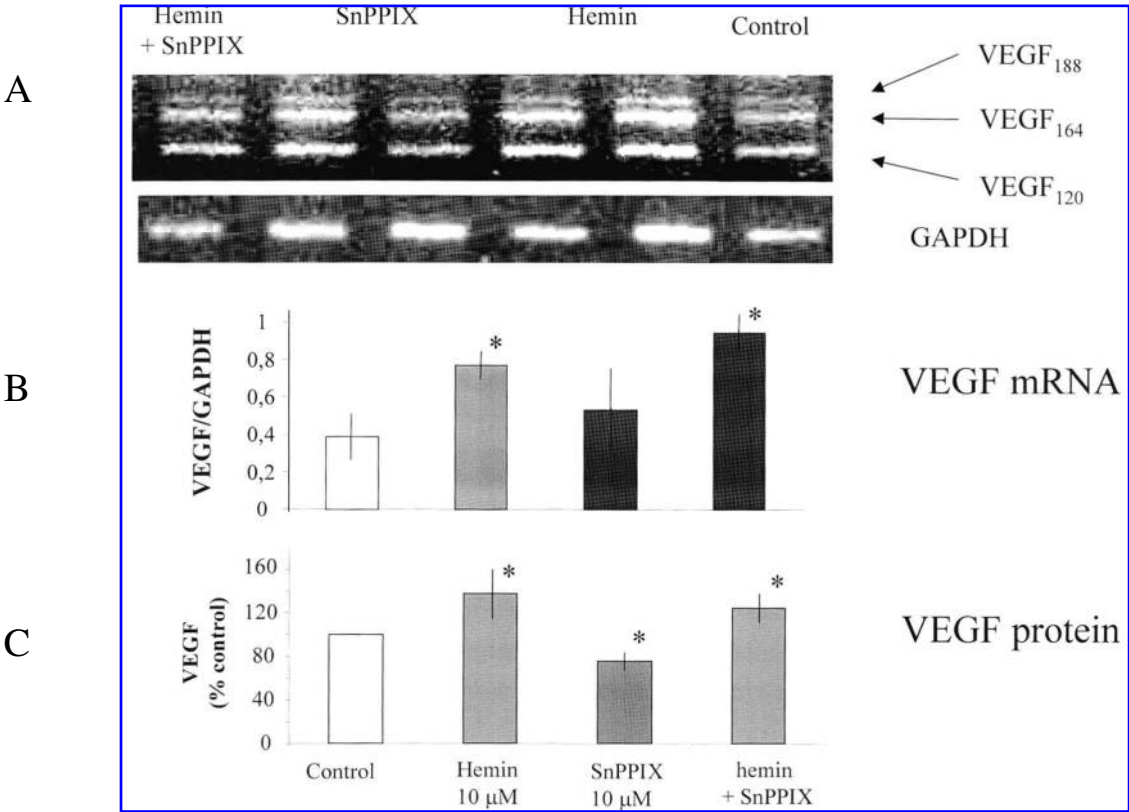 Hemin
+ SnPPIX
SnPPIX
Hemin
Control
A
VEGF188
VEGF164
VEGF120
GAPDH
B
VEGF/GAPDH
1
0,8
0,6
0,4
0,2
0
*
*
VEGF mRNA
C
VEGF
(% control)
160
120
80
40
0
*
*
*
VEGF protein
Control
Hemin
10 µM
SnPPIX
10 µM
hemin
+ SnPPIX